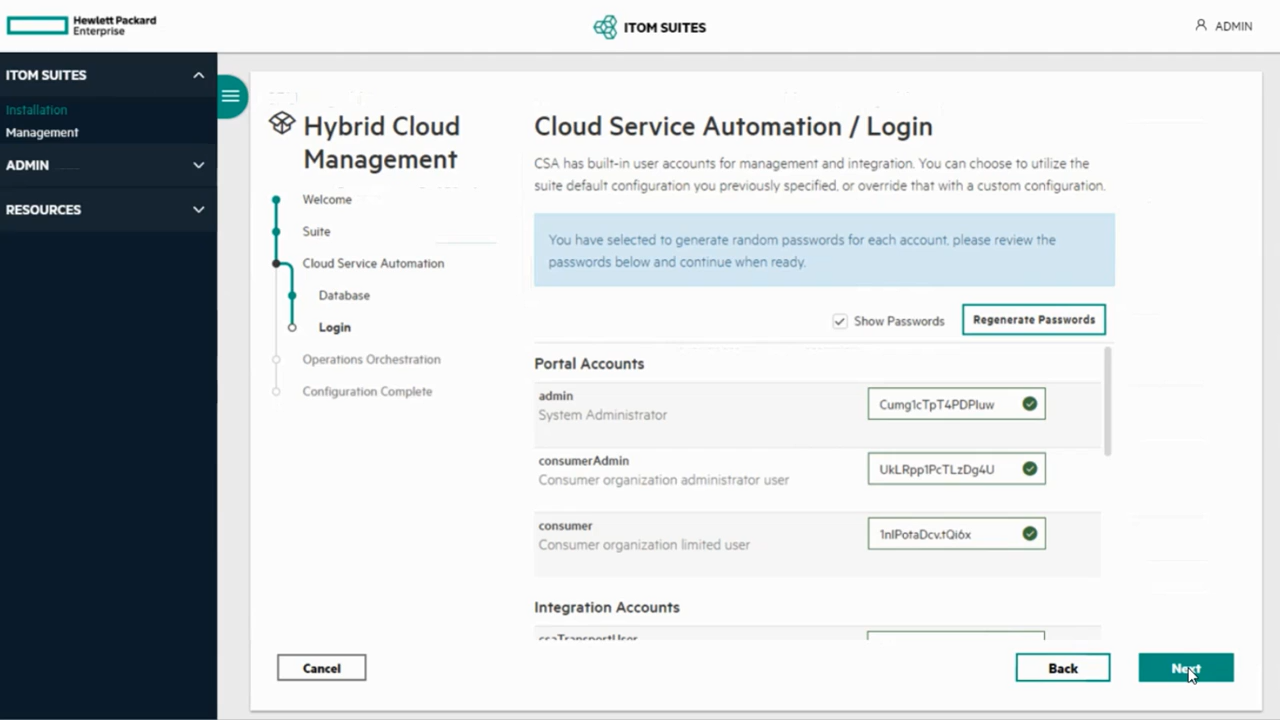 Hewlett Packard
Enterprise
ITOM SUITES
ADMIN
ITOM SUITES
Installation
Management
ADMIN
RESOURCES
Hybrid Cloud
Management
Welcome
Suite
Cloud Service Automation
Database
Login
Operations Orchestration
Configuration Complete
Cloud Service Automation / Login
CSA has built-in user accounts for management and integration. You can choose to utilize the
suite default configuration you previously specified, or override that with a custom configuration.
You have selected to generate random passwords for each account, please review the
passwords below and continue when ready.
Show Passwords
Regenerate Passwords
Portal Accounts
admin
System Administrator
Cumg1cTpT4PDPIuw
consumerAdmin
Consumer organization administrator user
UkLRpp1PcTLzDg4U
consumer
Consumer organization limited user
1nIPotaDcv.tQi6x
Integration Accounts
csaTransportUser
Cancel
Back
Next